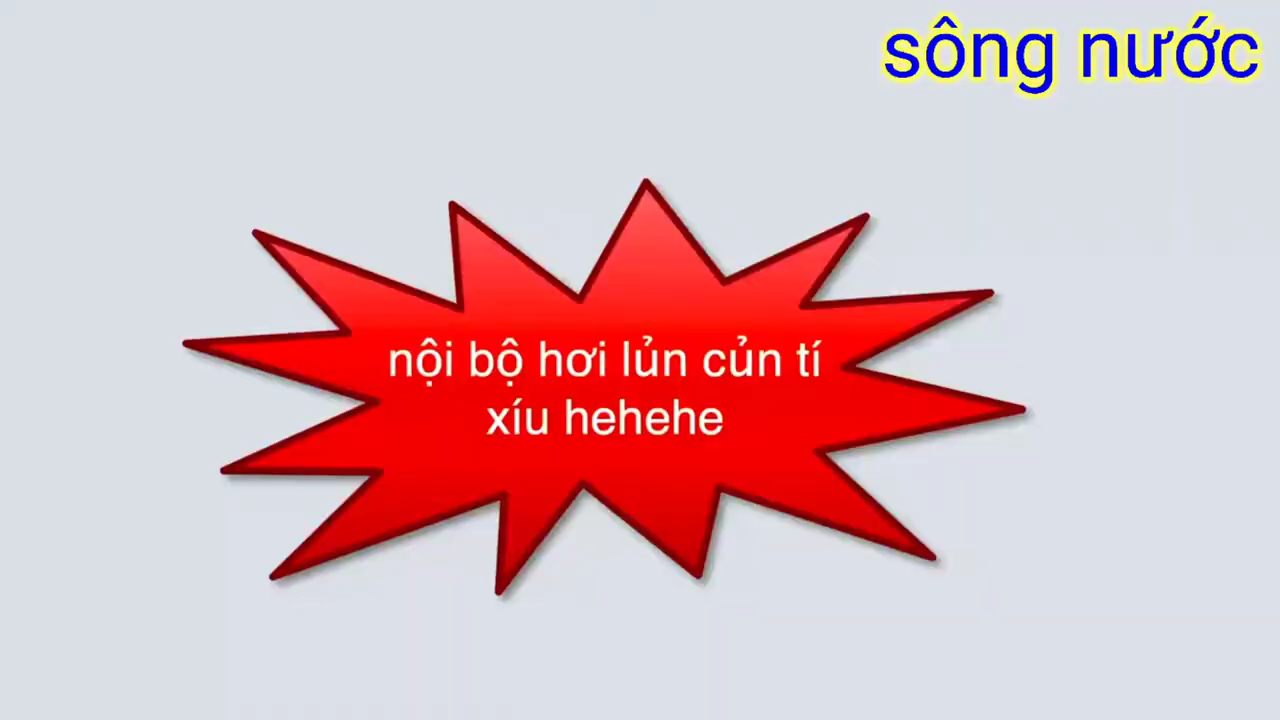 sông nước
nội bộ hơi lủn củn tí
xíu hehehe